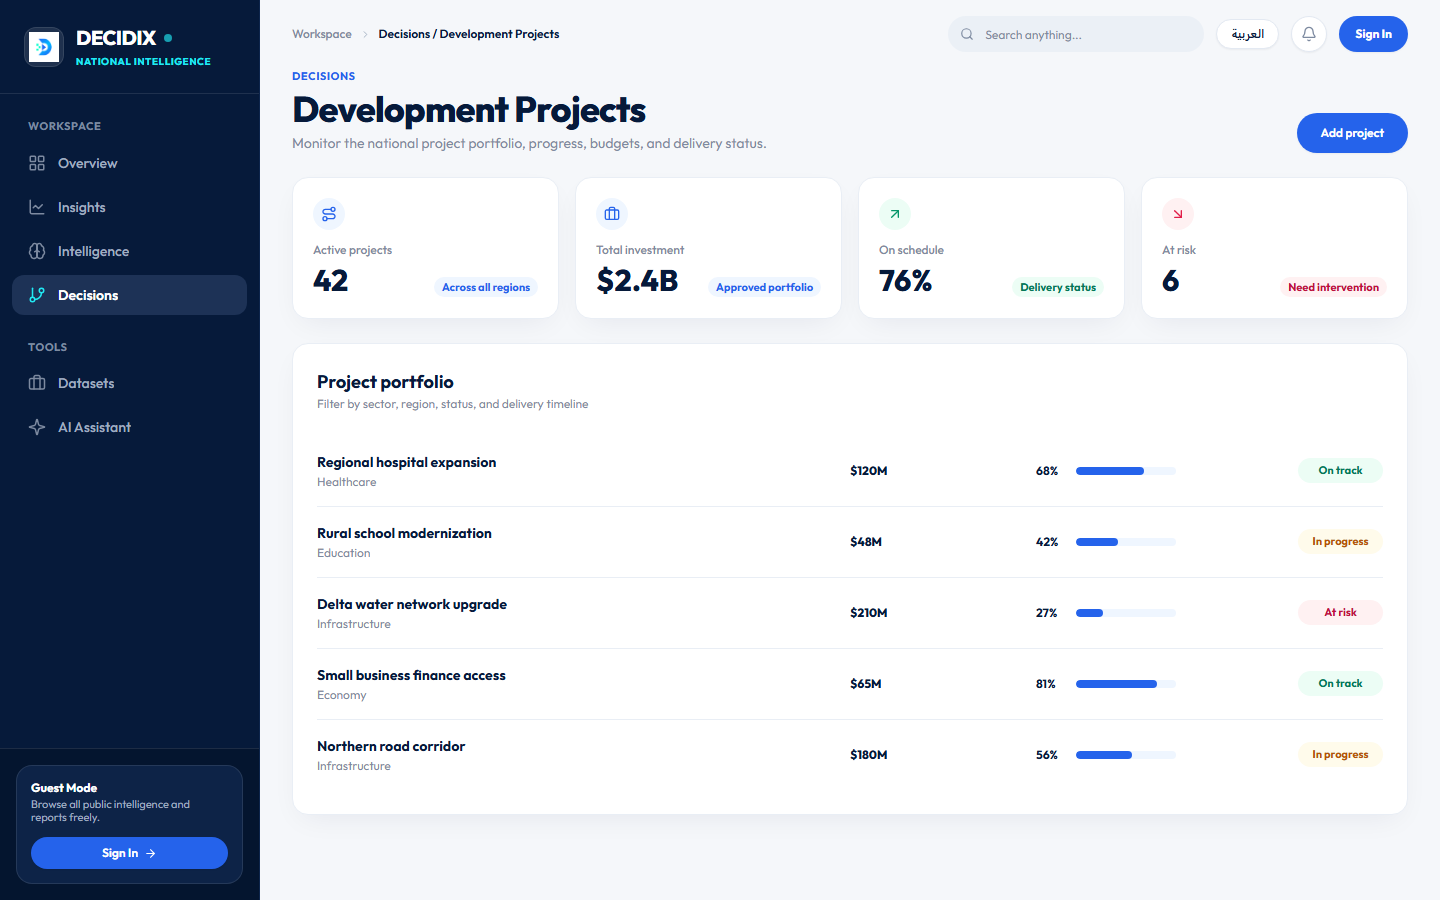 DECIDIX
NATIONAL INTELLIGENCE
WORKSPACE
Overview
Insights
Intelligence
Decisions
TOOLS
Datasets
AI Assistant
Guest Mode
Browse all public intelligence and
reports freely.
Sign In
Workspace
Decisions / Development Projects
Search anything...
العربية
Sign In
DECISIONS
Development Projects
Monitor the national project portfolio, progress, budgets, and delivery status.
Add project
Active projects
42
Across all regions
Total investment
$2.4B
Approved portfolio
On schedule
76%
Delivery status
At risk
6
Need intervention
Project portfolio
Filter by sector, region, status, and delivery timeline
Regional hospital expansion
Healthcare
$120M
68%
On track
Rural school modernization
Education
$48M
42%
In progress
Delta water network upgrade
Infrastructure
$210M
27%
At risk
Small business finance access
Economy
$65M
81%
On track
Northern road corridor
Infrastructure
$180M
56%
In progress